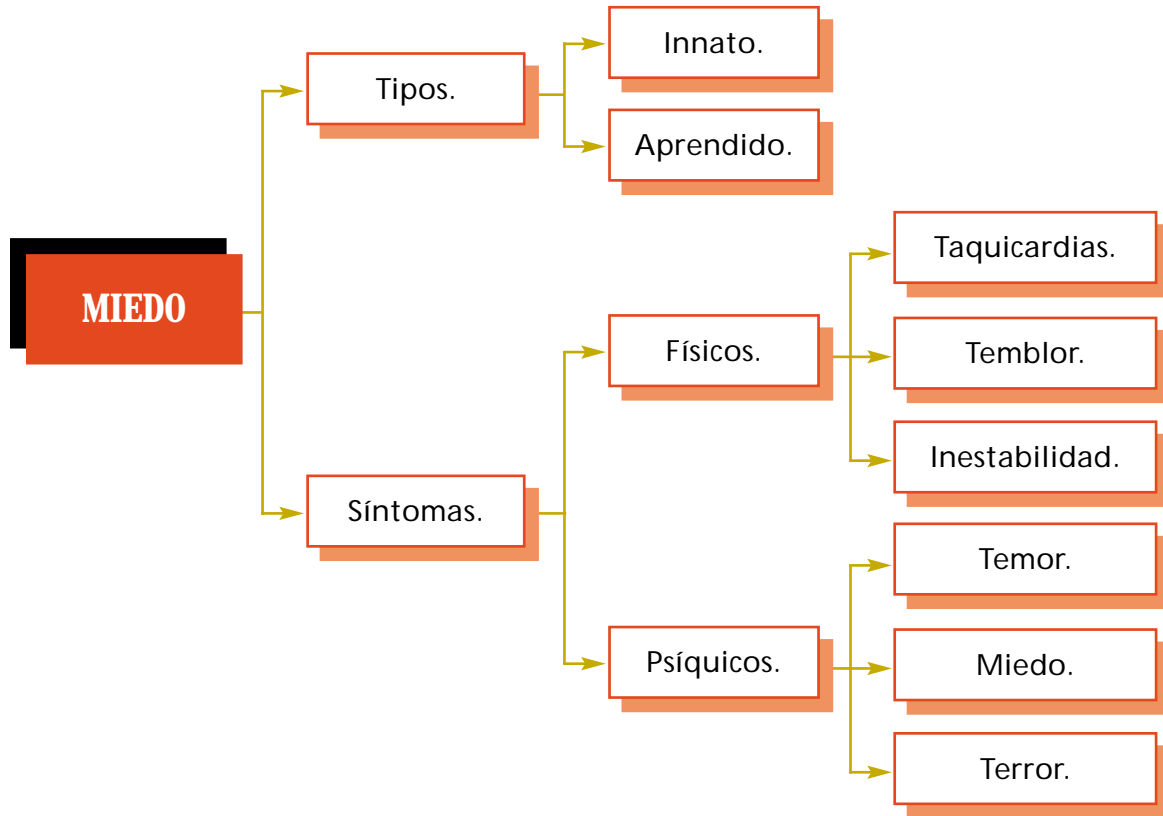 Innato.
Tipos.
Aprendido.
Taquicardias.
MIEDO
Físicos.
Temblor.
Inestabilidad.
Síntomas.
Temor.
Psíquicos.
Miedo.
Terror.